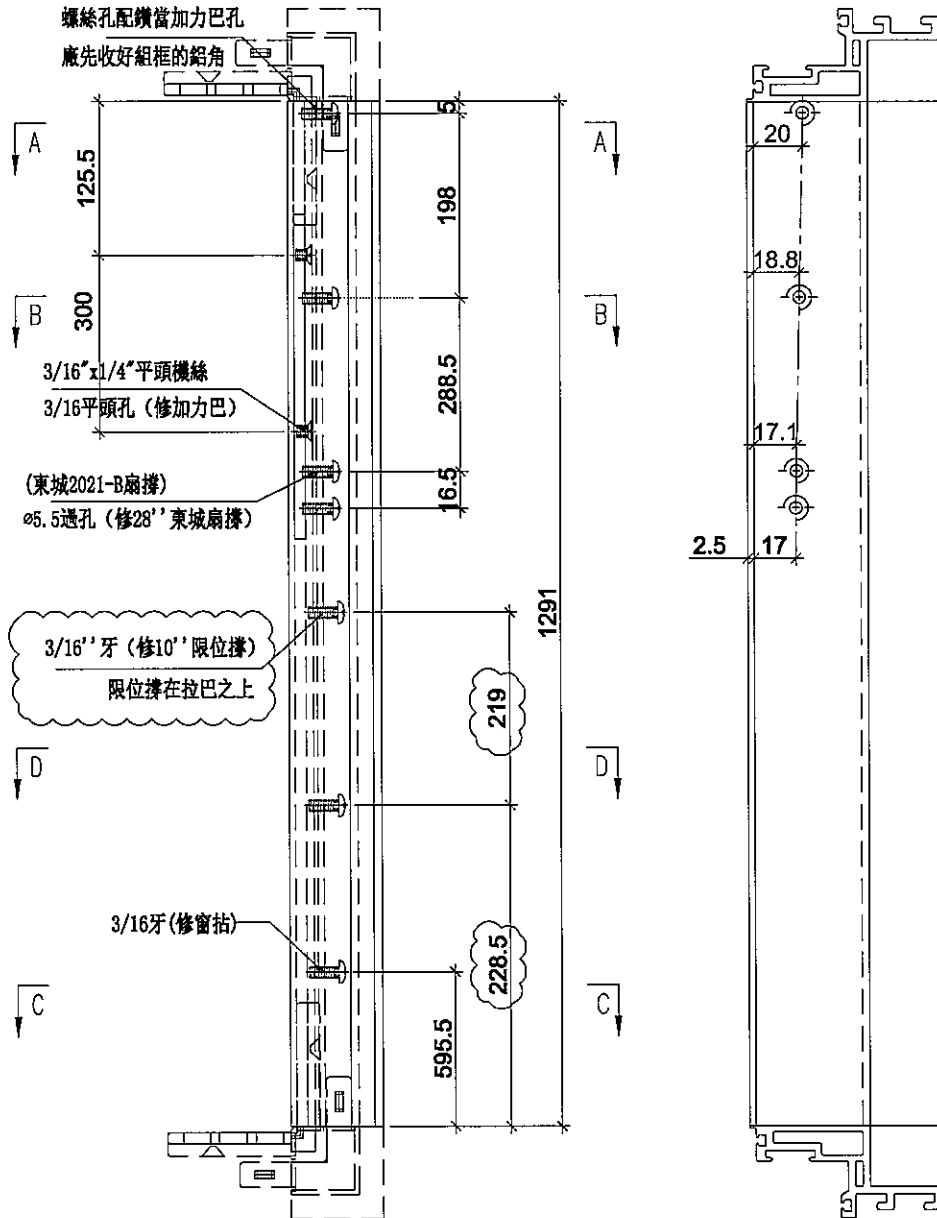 螺絲孔配鑽當加力巴孔
廠先收好組框的鋁角
5
A
A
125.5
20
198
18.8
B
B
300
3/16"x1/4"平頭機絲
288.5
3/16平頭孔（修加力巴）
17.1
(東城2021-B扇撐)
16.5
ø5.5通孔（修28''東城扇撐）
2.5
17
1291
3/16''牙（修10''限位撐）
限位撐在拉巴之上
219
D
D
3/16牙(修窗拈)
228.5
C
C
595.5